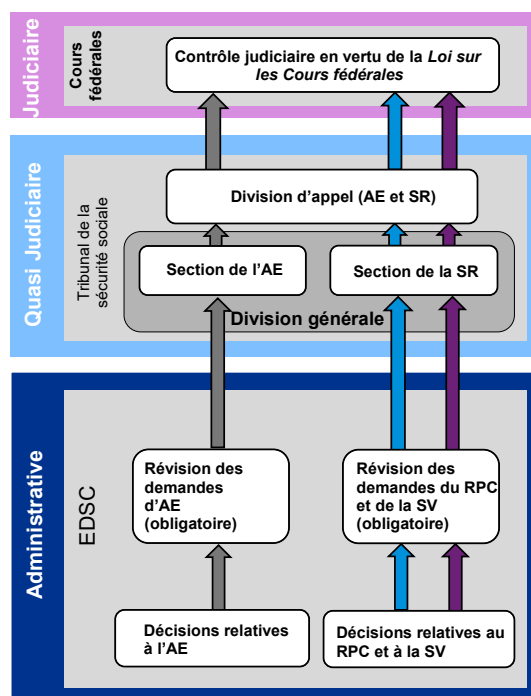 Judiciaire
Cours
fédérales
Contrôle judiciaire en vertu de la Loi sur
les Cours fédérales
Quasi Judiciaire
Tribunal de la
sécurité sociale
Division d'appel (AE et SR)
Section de l'AE
Section de la SR
Division générale
Administrative
EDSC
Révision des
demandes
d'AE
(obligatoire)
Révision des
demandes du RPC
et de la SV
(obligatoire)
Décisions relatives
à l'AE
Décisions relatives au
RPC et à la SV